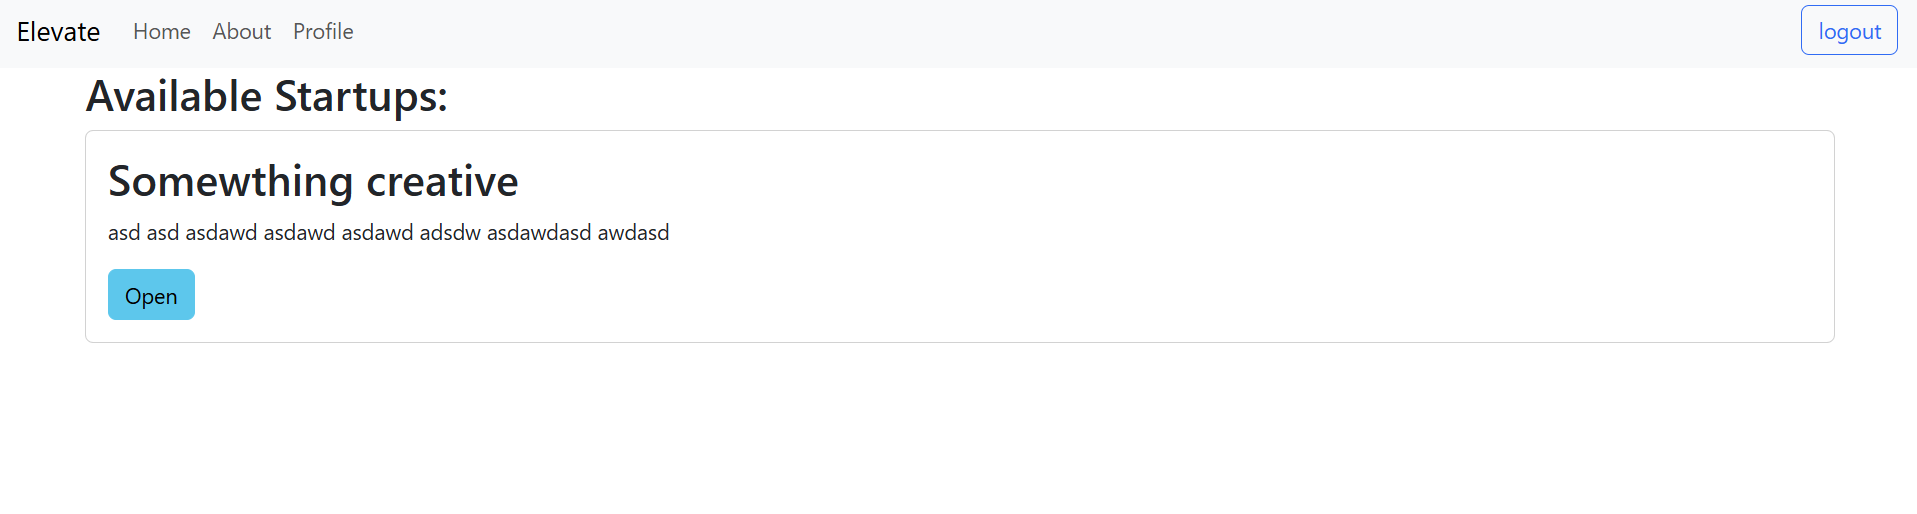 Elevate Home About Profile logout
Available Startups:
Somewthing creative
asd asd asdawd asdawd asdawd adsdw asdawdasd awdasd
Open